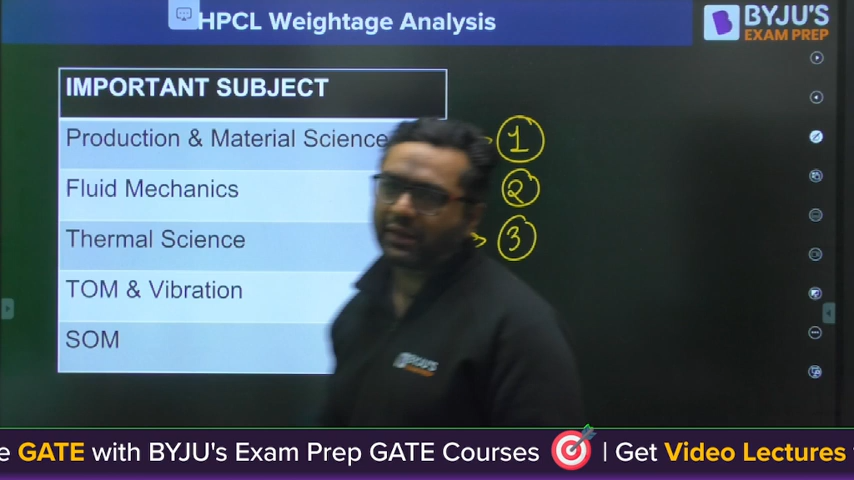 HPCL Weightage Analysis
BYJU'S
EXAM PREP
IMPORTANT SUBJECT
Production & Material Science
1
Fluid Mechanics
2
Thermal Science
3
TOM & Vibration
SOM
BYJU'S
e GATE with BYJU's Exam Prep GATE Courses | Get Video Lectures